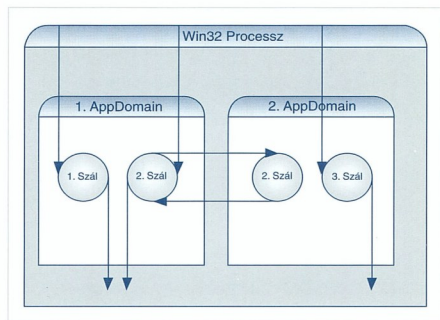 Win32 Processz
1. AppDomain
2. AppDomain
1. Szál
2. Szál
2. Szál
3. Szál